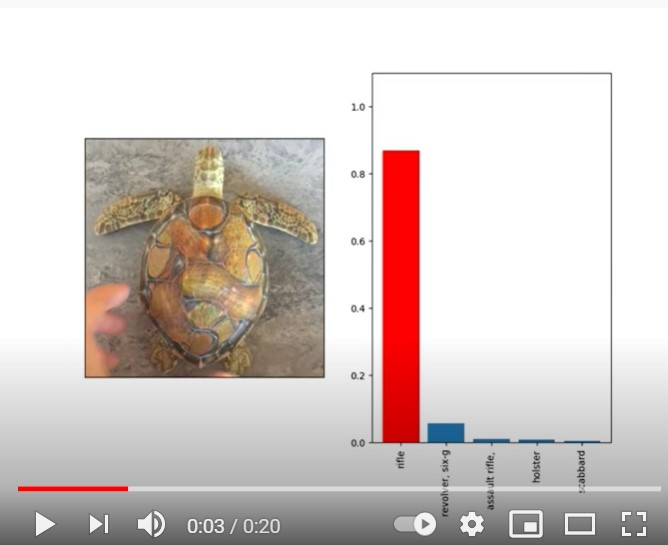 1.0
0.8
0.6
0.4
0.2
0.0
rifle
revolver, six-g
assault rifle,
holster
scabbard
0:03 / 0:20